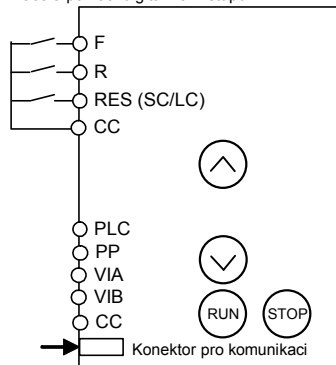 F
R
RES (SC/LC)
CC
PLC
PP
VIA
VIB
CC
RUN
STOP
Konektor pro komunikaci